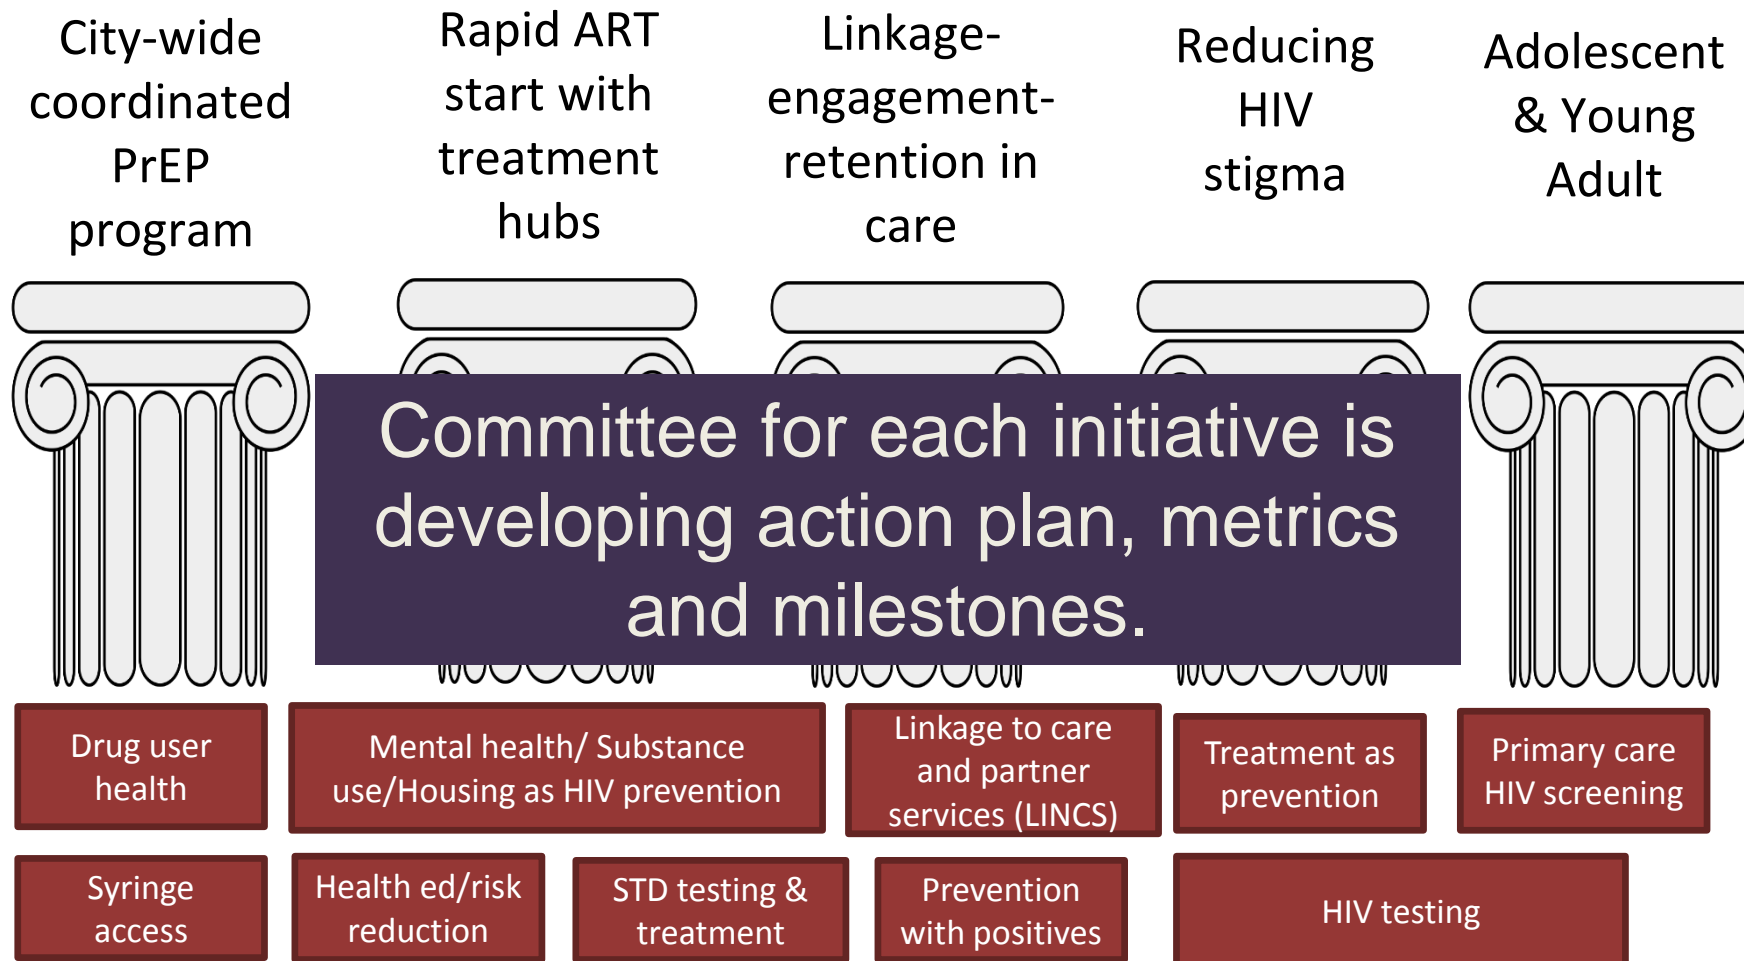 City-wide
coordinated
PrEP
program
Rapid ART
start with
treatment
hubs
Linkage-
engagement-
retention in
care
Reducing
HIV
stigma
Adolescent
& Young
Adult
Committee for each initiative is
developing action plan, metrics
and milestones.
Drug user
health
Mental health/ Substance
use/Housing as HIV prevention
Linkage to care
and partner
services (LINCS)
Treatment as
prevention
Primary care
HIV screening
Syringe
access
Health ed/risk
reduction
STD testing &
treatment
Prevention
with positives
HIV testing